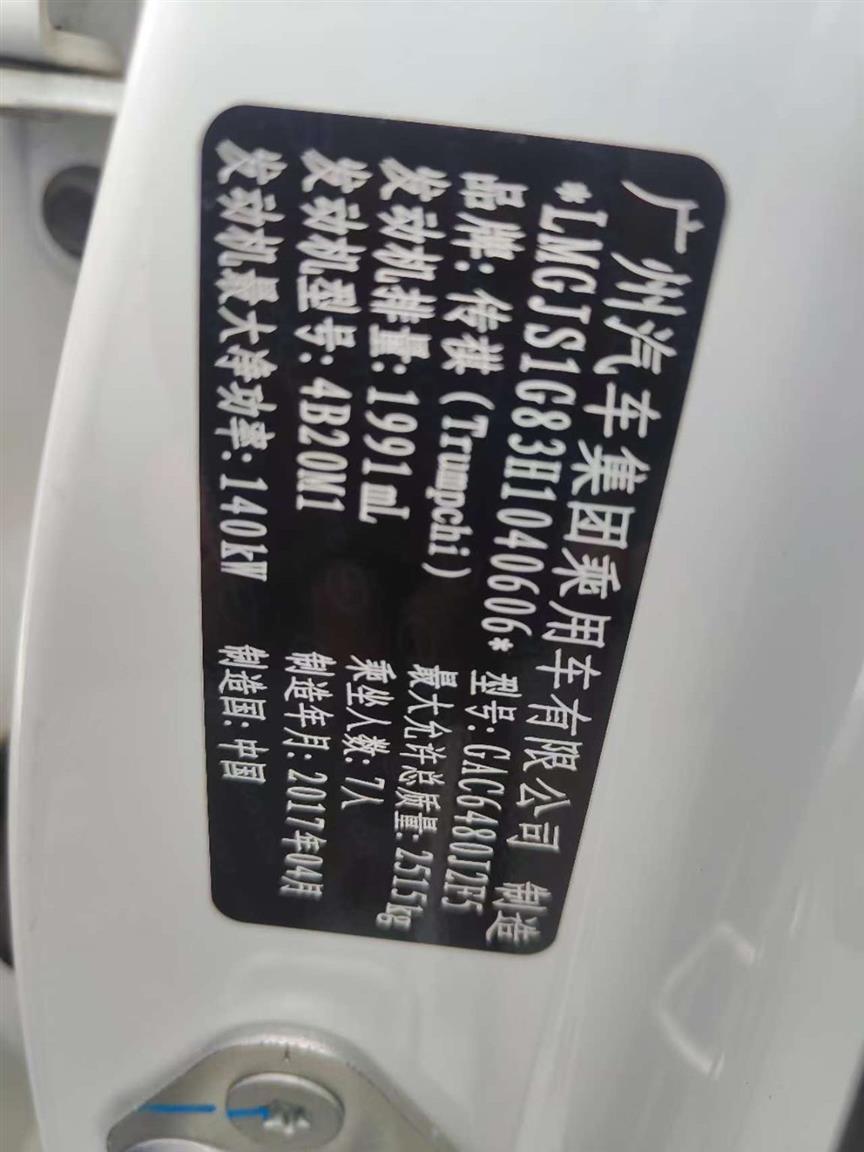 广州汽车集团乘用车有限公司 制造
*LMGJS1G83H1040606*
品牌：传祺（Trumpchi） 型号：GAC6480J2F5
发动机排量：1991mL 最大允许总质量：2515kg
发动机型号：4B20M1 乘坐人数：7人
发动机最大净功率：140kW 制造年月：2017年04月
制造国：中国